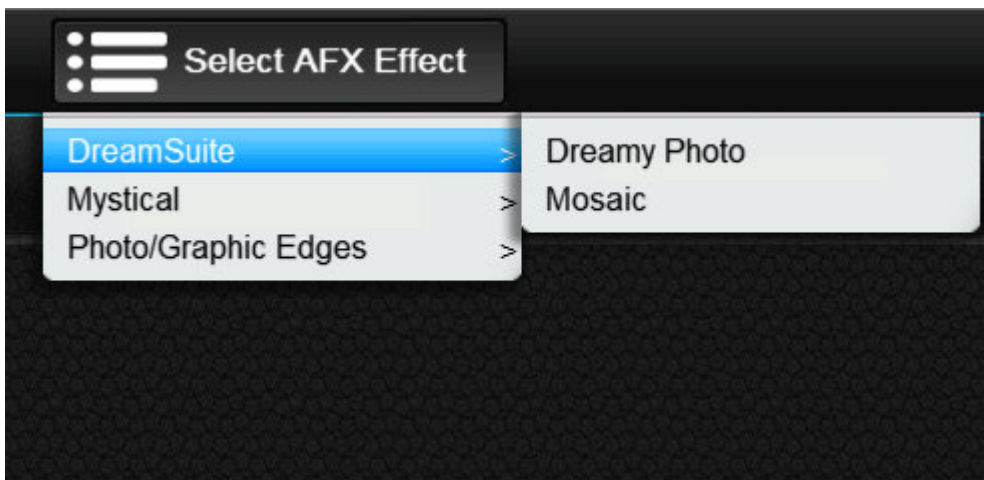 Select AFX Effect
DreamSuite >
Mystical >
Photo/Graphic Edges >
Dreamy Photo
Mosaic